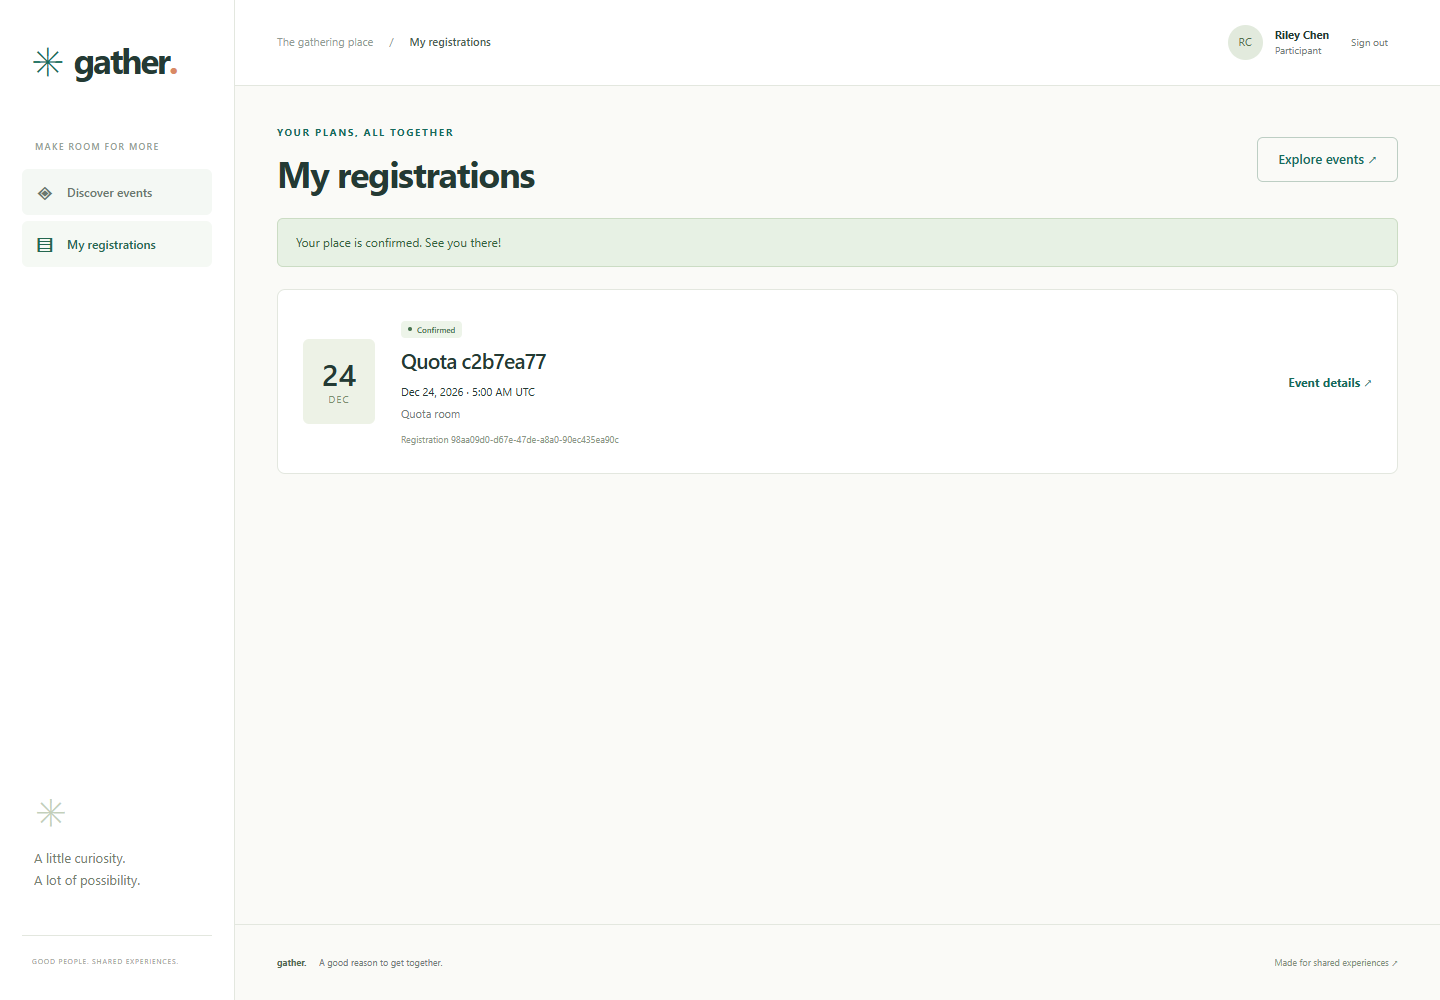 gather.
MAKE ROOM FOR MORE
Discover events
My registrations
A little curiosity.
A lot of possibility.
GOOD PEOPLE. SHARED EXPERIENCES.
The gathering place / My registrations
RC
Riley Chen
Participant
Sign out
YOUR PLANS, ALL TOGETHER
My registrations
Explore events ↗
Your place is confirmed. See you there!
24
DEC
Confirmed
Quota c2b7ea77
Dec 24, 2026 · 5:00 AM UTC
Quota room
Registration 98aa09d0-d67e-47de-a8a0-90ec435ea90c
Event details ↗
gather. A good reason to get together.
Made for shared experiences ↗